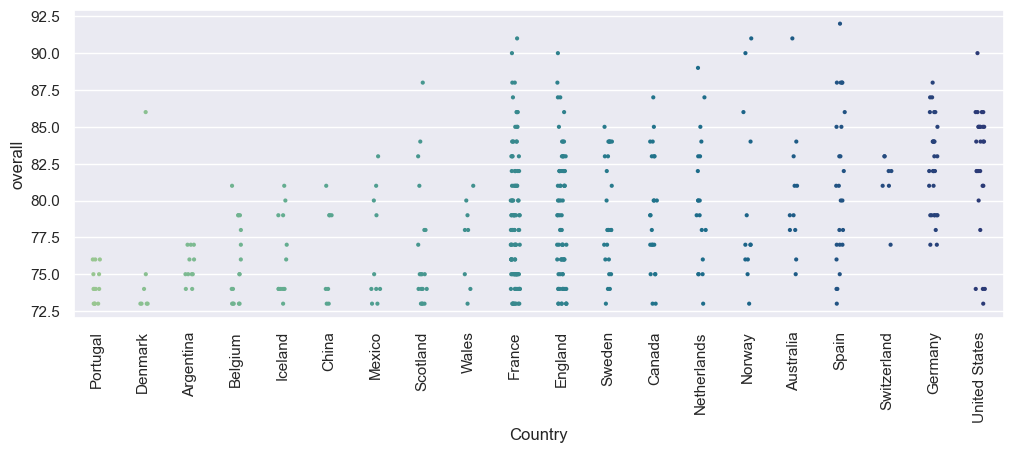 92.5
90.0
87.5
85.0
82.5
80.0
77.5
75.0
72.5
overall
Portugal
Denmark
Argentina
Belgium
Iceland
China
Mexico
Scotland
Wales
France
England
Sweden
Canada
Netherlands
Norway
Australia
Spain
Switzerland
Germany
United States
Country